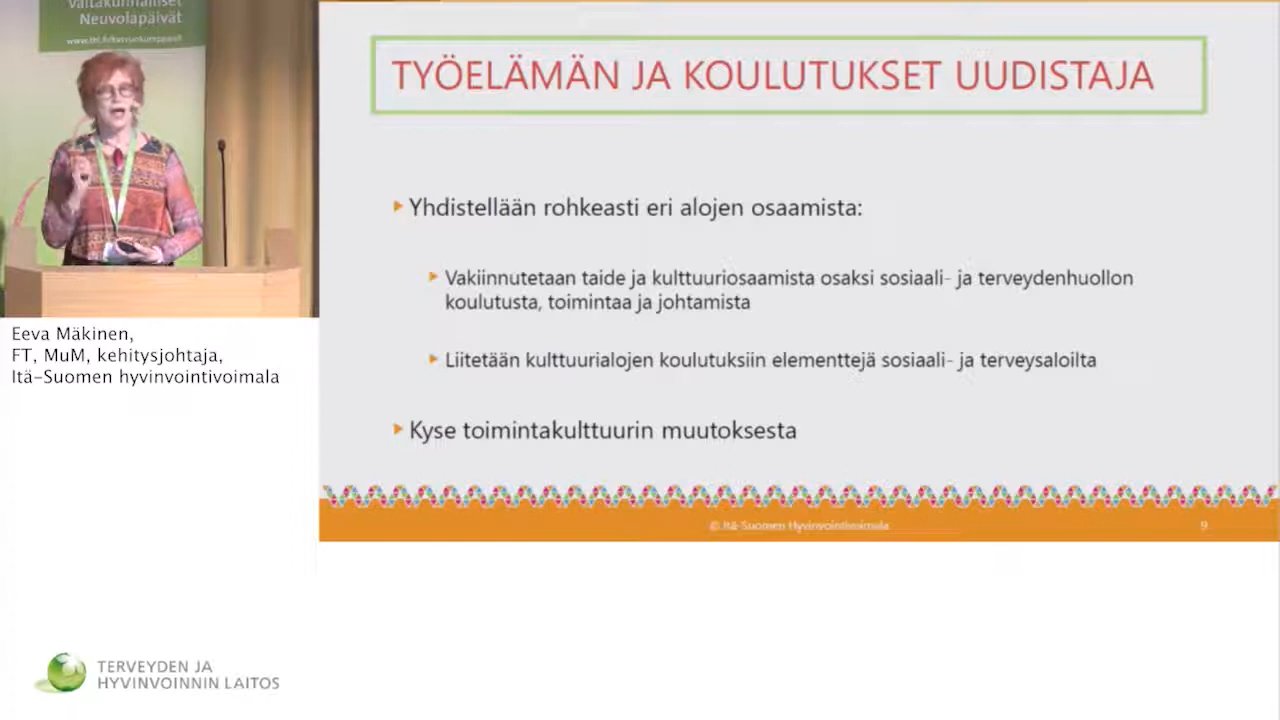 Valtakunnalliset
Neuvolapäivät
TYÖELÄMÄN JA KOULUTUKSET UUDISTAJA
Yhdistellään rohkeasti eri alojen osaamista:
Vakiinnutetaan taide ja kulttuuriosaamista osaksi sosiaali- ja terveydenhuollon
koulutusta, toimintaa ja johtamista
Liitetään kulttuurialojen koulutuksiin elementtejä sosiaali- ja terveysaloilta
Kyse toimintakulttuurin muutoksesta
© Itä-Suomen Hyvinvointivoimala
9
Eeva Mäkinen,
FT, MuM, kehitysjohtaja,
Itä-Suomen hyvinvointivoimala
TERVEYDEN JA
HYVINVOINNIN LAITOS